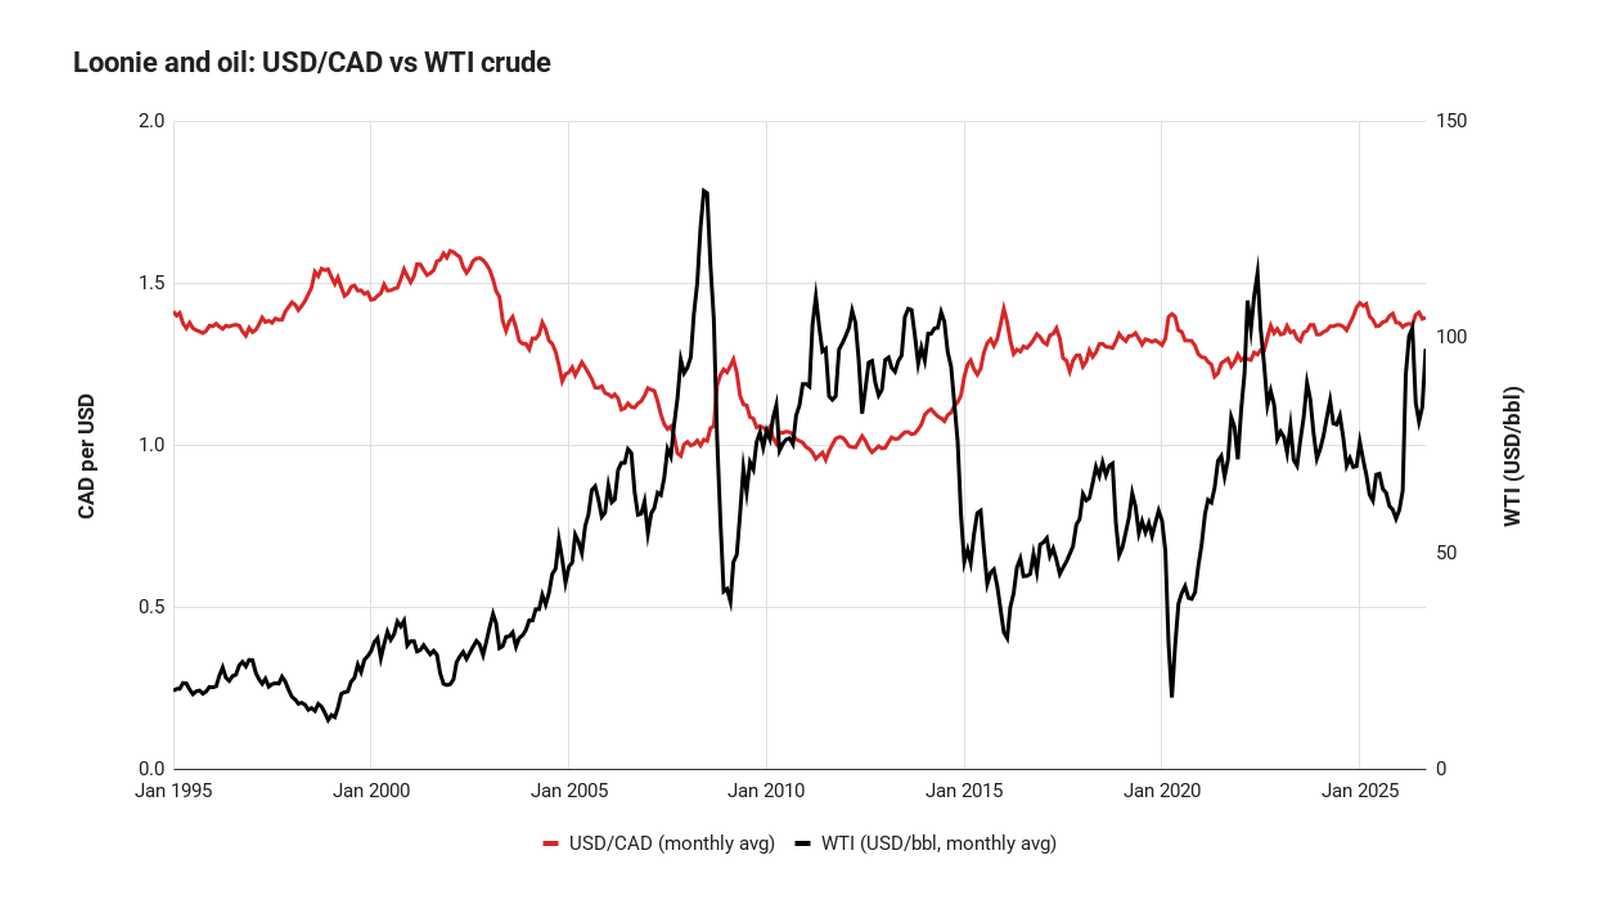 Loonie and oil: USD/CAD vs WTI crude
2.0
1.5
1.0
0.5
0.0
CAD per USD
150
100
50
0
WTI (USD/bbl)
Jan 1995
Jan 2000
Jan 2005
Jan 2010
Jan 2015
Jan 2020
Jan 2025
USD/CAD (monthly avg)
WTI (USD/bbl, monthly avg)